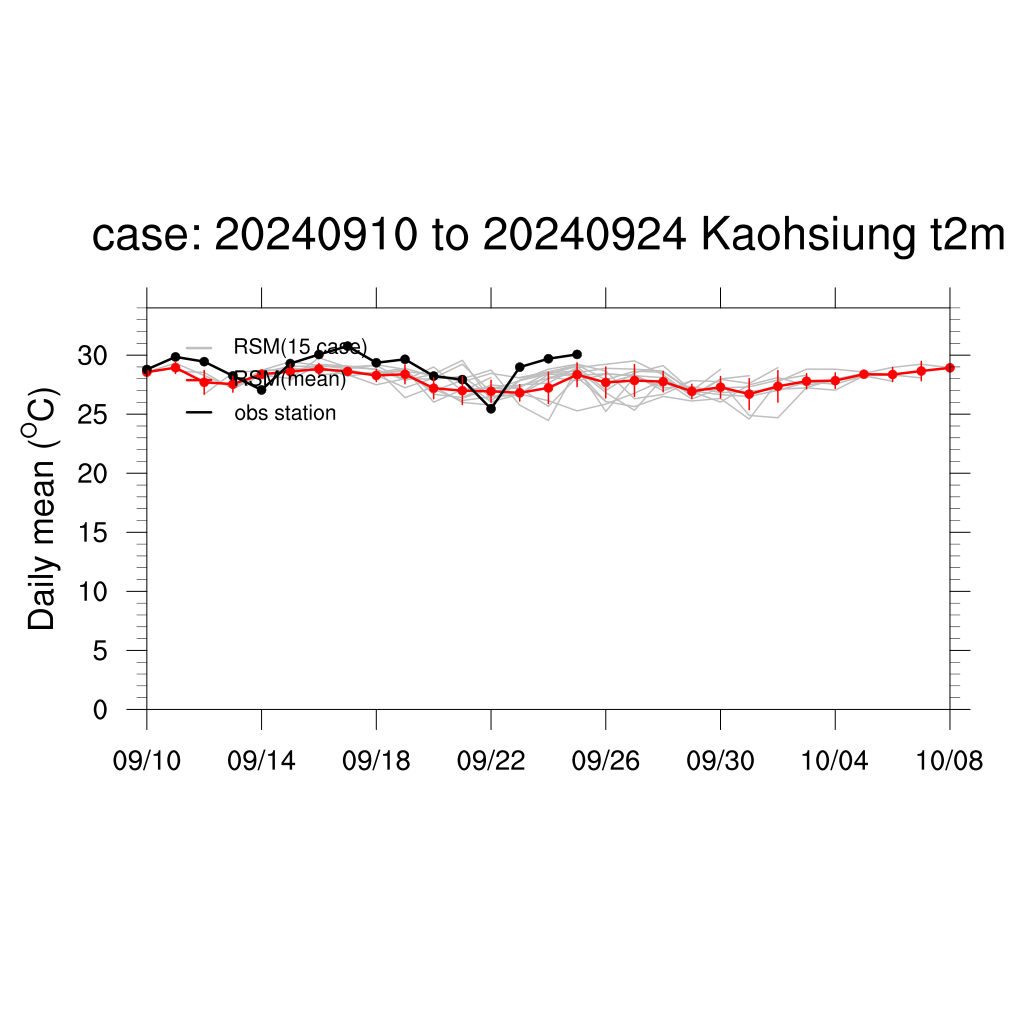 case: 20240910 to 20240924 Kaohsiung t2m
Daily mean (°C)
30
25
20
15
10
5
0
RSM(15 case)
RSM(mean)
obs station
09/10 09/14 09/18 09/22 09/26 09/30 10/04 10/08